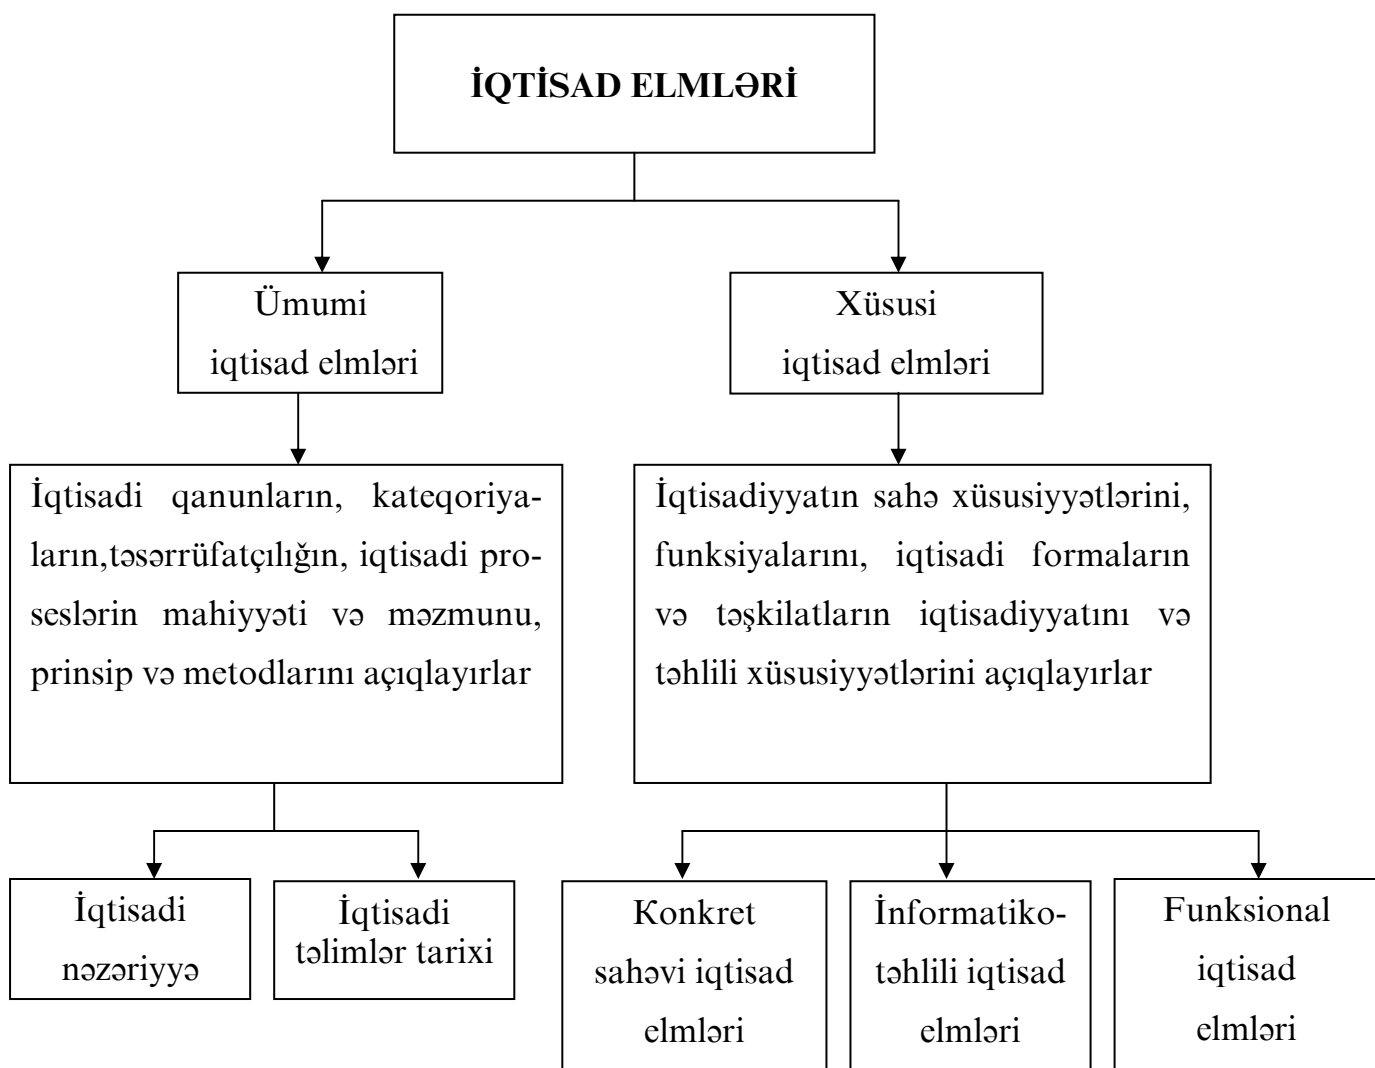 İQTİSAD ELMLƏRİ
Ümumi
iqtisad elmləri
Xüsusi
iqtisad elmləri
İqtisadi qanunların, kateqoriya-
ların,təsərrüfatçılığın, iqtisadi pro-
seslərin mahiyyəti və məzmunu,
prinsip və metodlarını açıqlayırlar
İqtisadiyyatın sahə xüsusiyyətlərini,
funksiyalarını, iqtisadi formaların
və təşkilatların iqtisadiyyatını və
təhlili xüsusiyyətlərini açıqlayırlar
İqtisadi
nəzəriyyə
İqtisadi
təlimlər tarixi
Konkret
sahəvi iqtisad
elmləri
İnformatiko-
təhlili iqtisad
elmləri
Funksional
iqtisad
elmləri